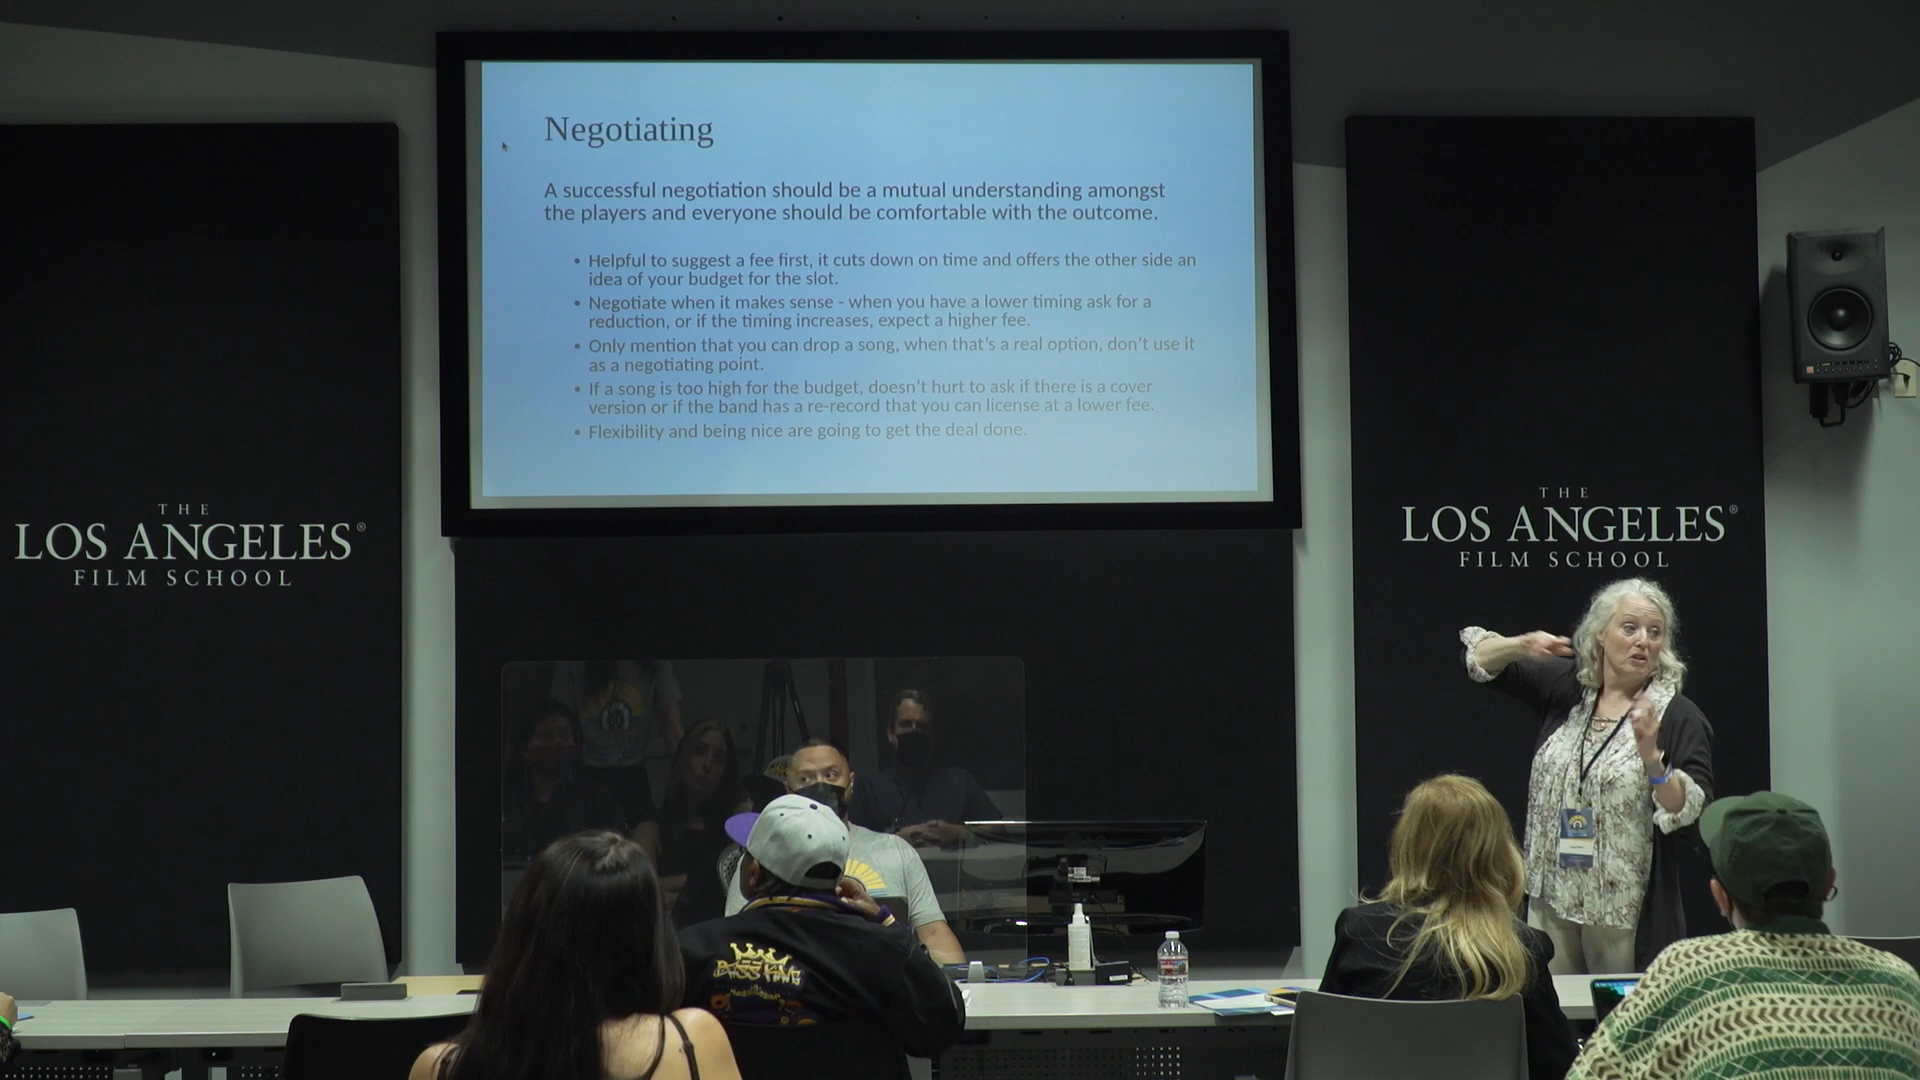 Negotiating
A successful negotiation should be a mutual understanding amongst
the players and everyone should be comfortable with the outcome.
• Helpful to suggest a fee first, it cuts down on time and offers the other side an
idea of your budget for the slot.
• Negotiate when it makes sense - when you have a lower timing ask for a
reduction, or if the timing increases, expect a higher fee.
• Only mention that you can drop a song, when that's a real option, don't use it
as a negotiating point.
• If a song is too high for the budget, doesn't hurt to ask if there is a cover
version or if the band has a re-record that you can license at a lower fee.
• Flexibility and being nice are going to get the deal done.
THE
LOS ANGELES®
FILM SCHOOL
THE
LOS ANGELES®
FILM SCHOOL
BASS KING